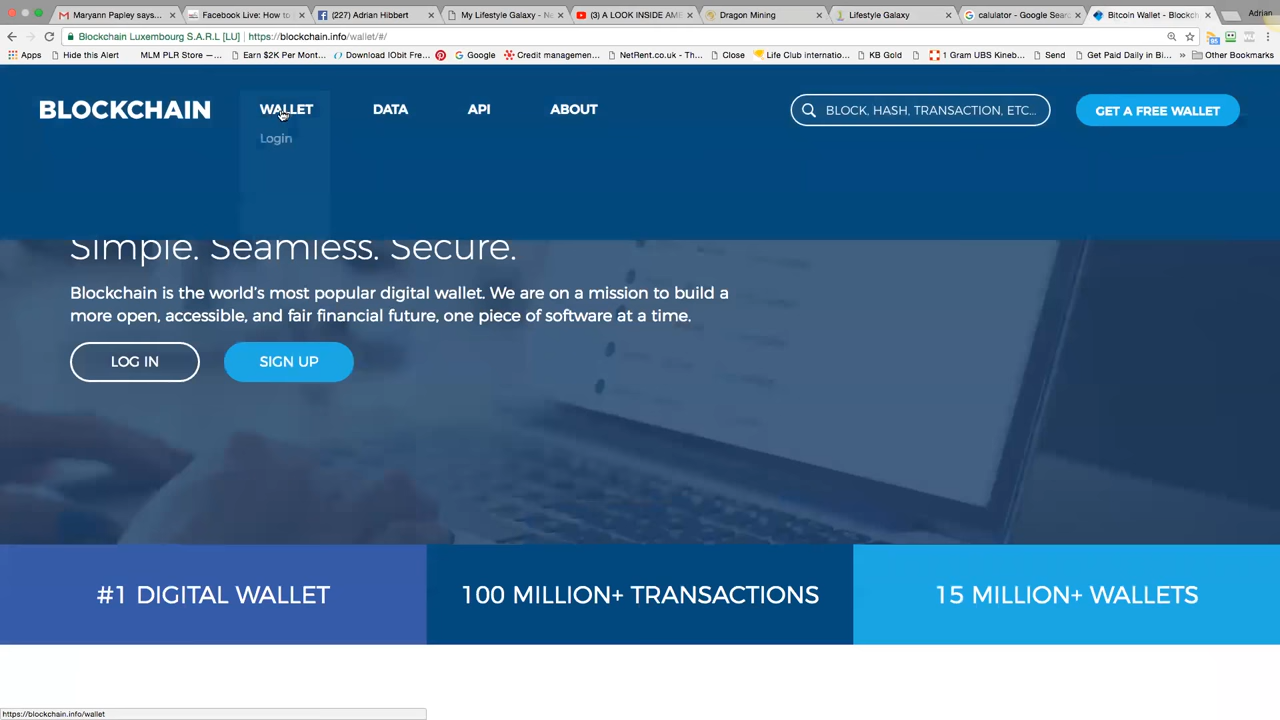 Maryann Papley says...
Facebook Live: How to
(227) Adrian Hibbert
My Lifestyle Galaxy - Ne
(3) A LOOK INSIDE AMB
Dragon Mining
Lifestyle Galaxy
calulator - Google Searc
Bitcoin Wallet - Blockch
Adrian
Blockchain Luxembourg S.A.R.L [LU] | https://blockchain.info/wallet/#/
Apps
Hide this Alert
MLM PLR Store —
Earn $2K Per Mont...
Download IObit Fre...
Google
Credit managemen...
NetRent.co.uk - Th...
Close
Life Club internatio...
KB Gold
1 Gram UBS Kineb...
Send
Get Paid Daily in Bi...
»
Other Bookmarks
BLOCKCHAIN
WALLET
DATA
API
ABOUT
BLOCK, HASH, TRANSACTION, ETC...
GET A FREE WALLET
Login
Simple. Seamless. Secure.
Blockchain is the world's most popular digital wallet. We are on a mission to build a
more open, accessible, and fair financial future, one piece of software at a time.
LOG IN
SIGN UP
#1 DIGITAL WALLET
100 MILLION+ TRANSACTIONS
15 MILLION+ WALLETS
https://blockchain.info/wallet